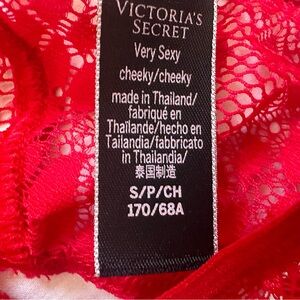 VICTORIA'S
SECRET
Very Sexy
cheeky/cheeky
made in Thailand/
fabriqué en
Thaïlande/hecho en
Tailandia/fabbricato
in Thailandia/
泰国制造
S/P/CH
170/68A